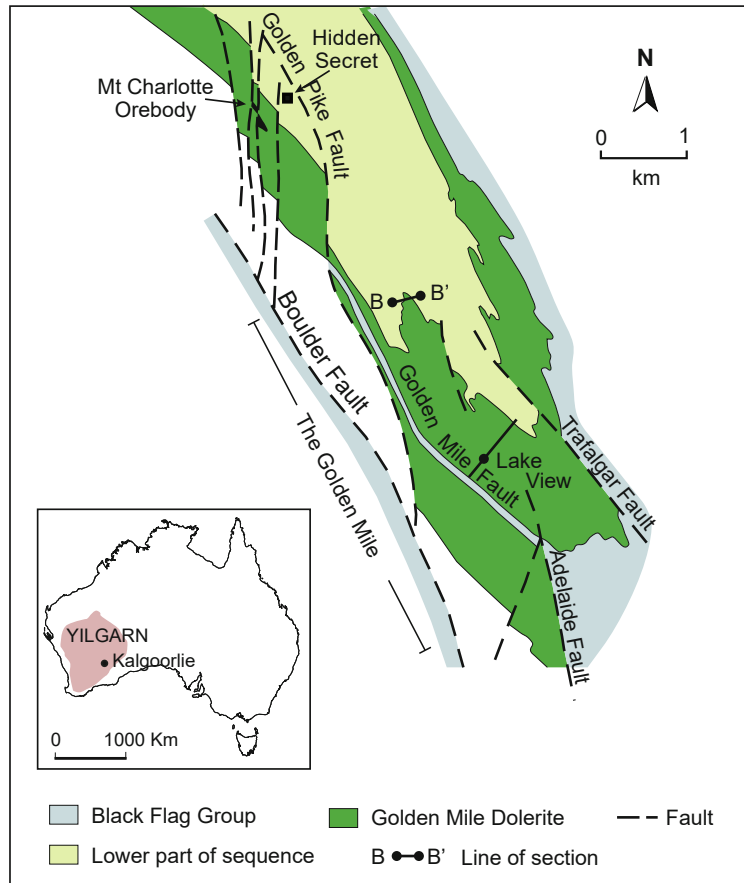 Golden Pike Fault
Hidden
Secret
Mt Charlotte
Orebody
N
0 1
km
B B’
Boulder Fault
The Golden Mile
Golden Mile Fault
Lake
View
Trafalgar Fault
Adelaide Fault
YILGARN
Kalgoorlie
0 1000 Km
Black Flag Group
Golden Mile Dolerite
Fault
Lower part of sequence
B B’ Line of section